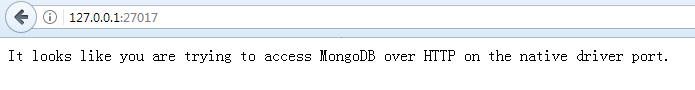 127.0.0.1:27017
It looks like you are trying to access MongoDB over HTTP on the native driver port.